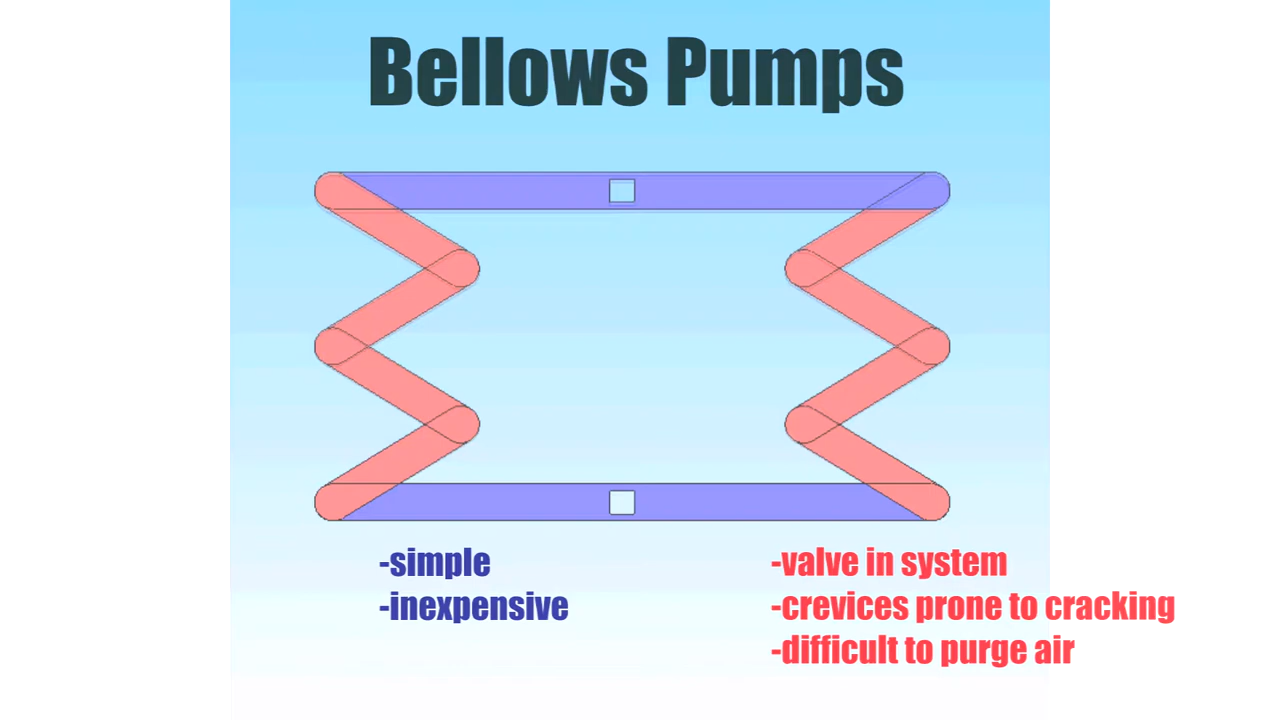 Bellows Pumps
-simple
-inexpensive
-valve in system
-crevices prone to cracking
-difficult to purge air